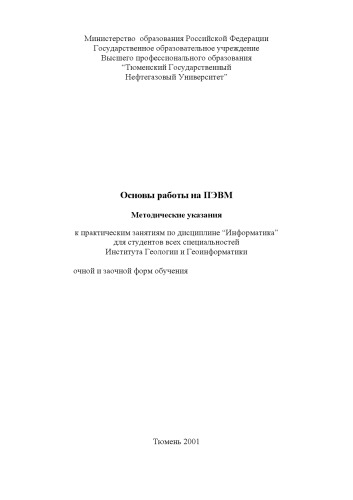 Министерство образования Российской Федерации
Государственное образовательное учреждение
Высшего профессионального образования
“Тюменский Государственный
Нефтегазовый Университет”
Основы работы на ПЭВМ
Методические указания
к практическим занятиям по дисциплине “Информатика”
для студентов всех специальностей
Института Геологии и Геоинформатики
очной и заочной форм обучения
Тюмень 2001